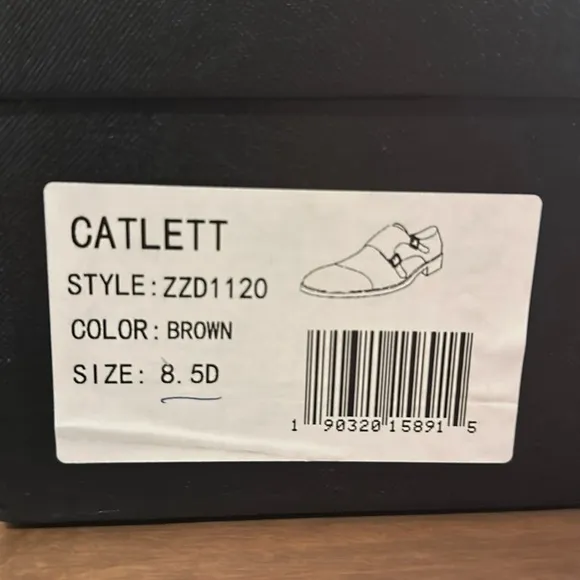 CATLETT
STYLE: ZZD1120
COLOR: BROWN
SIZE: 8.5D
1 90320 15891 5